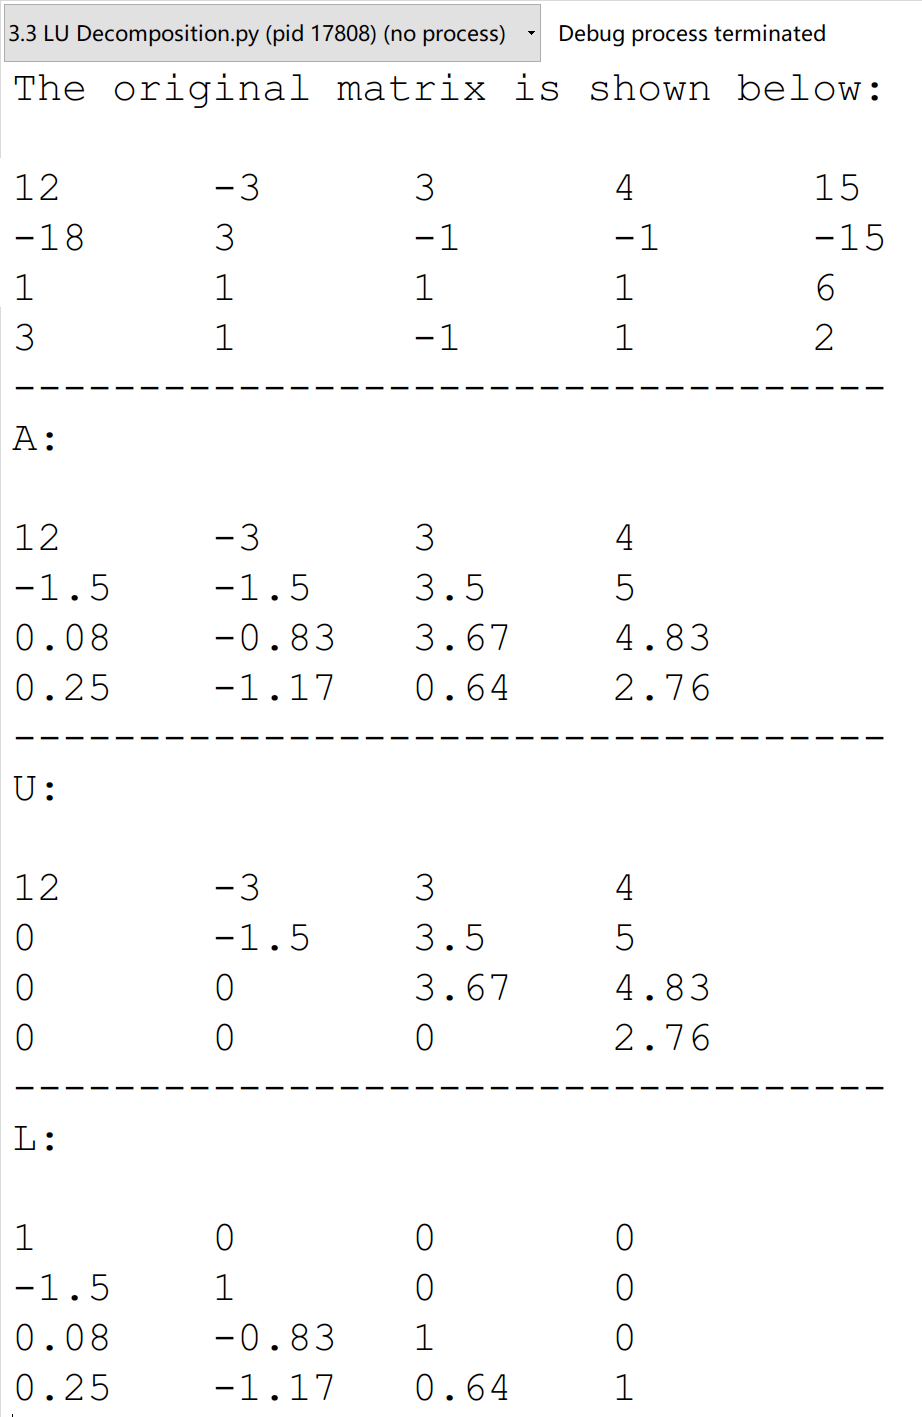 3.3 LU Decomposition.py (pid 17808) (no process) Debug process terminated
The original matrix is shown below:
12 -3 3 4 15
-18 3 -1 -1 -15
1 1 1 1 6
3 1 -1 1 2
-----------------------------------
A:
12 -3 3 4
-1.5 -1.5 3.5 5
0.08 -0.83 3.67 4.83
0.25 -1.17 0.64 2.76
-----------------------------------
U:
12 -3 3 4
0 -1.5 3.5 5
0 0 3.67 4.83
0 0 0 2.76
-----------------------------------
L:
1 0 0 0
-1.5 1 0 0
0.08 -0.83 1 0
0.25 -1.17 0.64 1